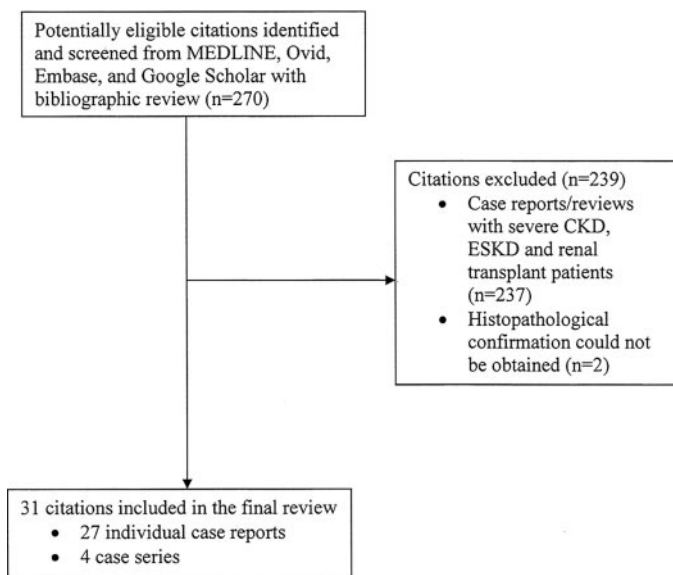 Potentially eligible citations identified
and screened from MEDLINE, Ovid,
Embase, and Google Scholar with
bibliographic review (n=270)
Citations excluded (n=239)
• Case reports/reviews
with severe CKD,
ESKD and renal
transplant patients
(n=237)
• Histopathological
confirmation could not
be obtained (n=2)
31 citations included in the final review
• 27 individual case reports
• 4 case series